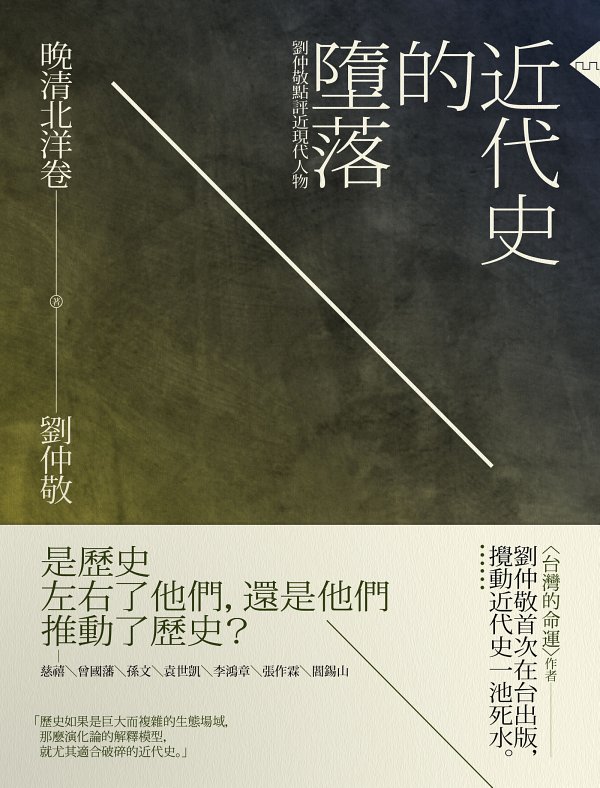 近代史
的
墮落
劉仲敬點評近現代人物
晚清北洋卷
著
劉仲敬
〈台灣的命運〉作者
劉仲敬首次在台出版，
攪動近代史一池死水。
是歷史
左右了他們，還是他們
推動了歷史？
慈禧＼曾國藩＼孫文＼袁世凱＼李鴻章＼張作霖＼閻錫山
「歷史如果是巨大而複雜的生態場域，
那麼演化論的解釋模型，
就尤其適合破碎的近代史。」